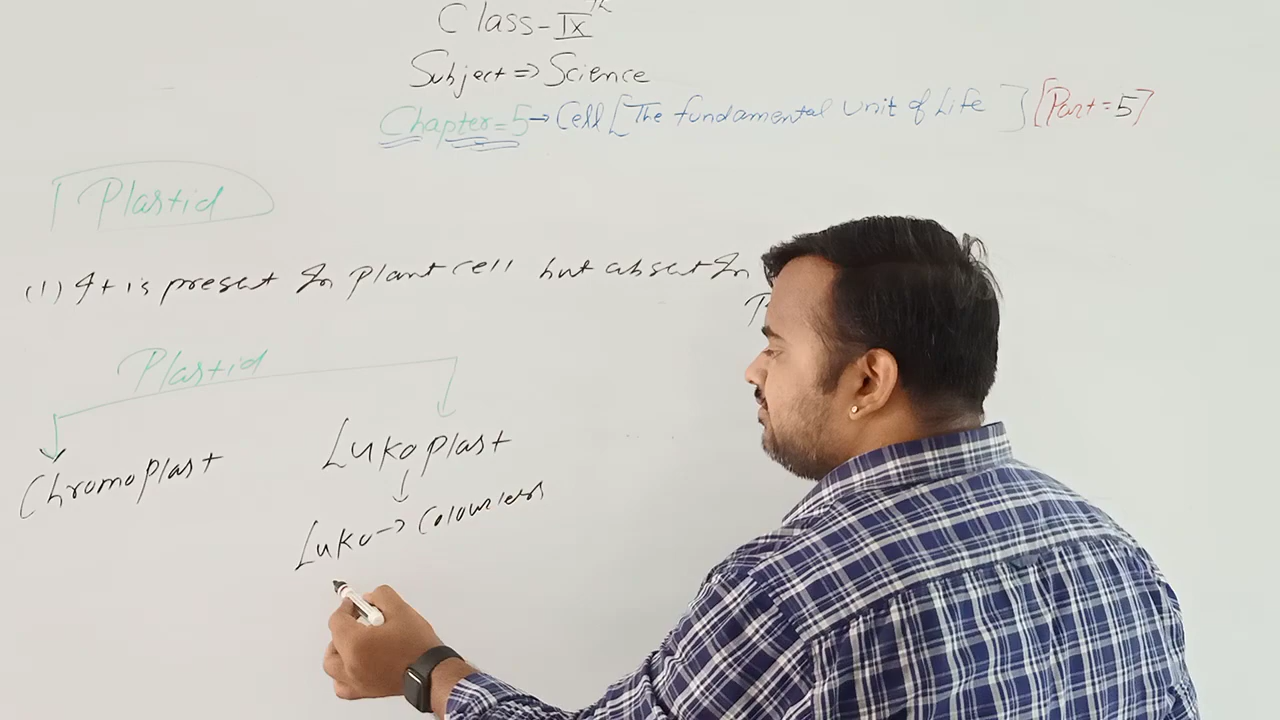 Class-IXth
Subject => Science
Chapter=5→Cell[The fundamental Unit of Life] [Part=5]
Plastid
(1) It is present In plant cell but absent In
Plastid
ChromoPlast
LukoPlast
Luko→Colourless